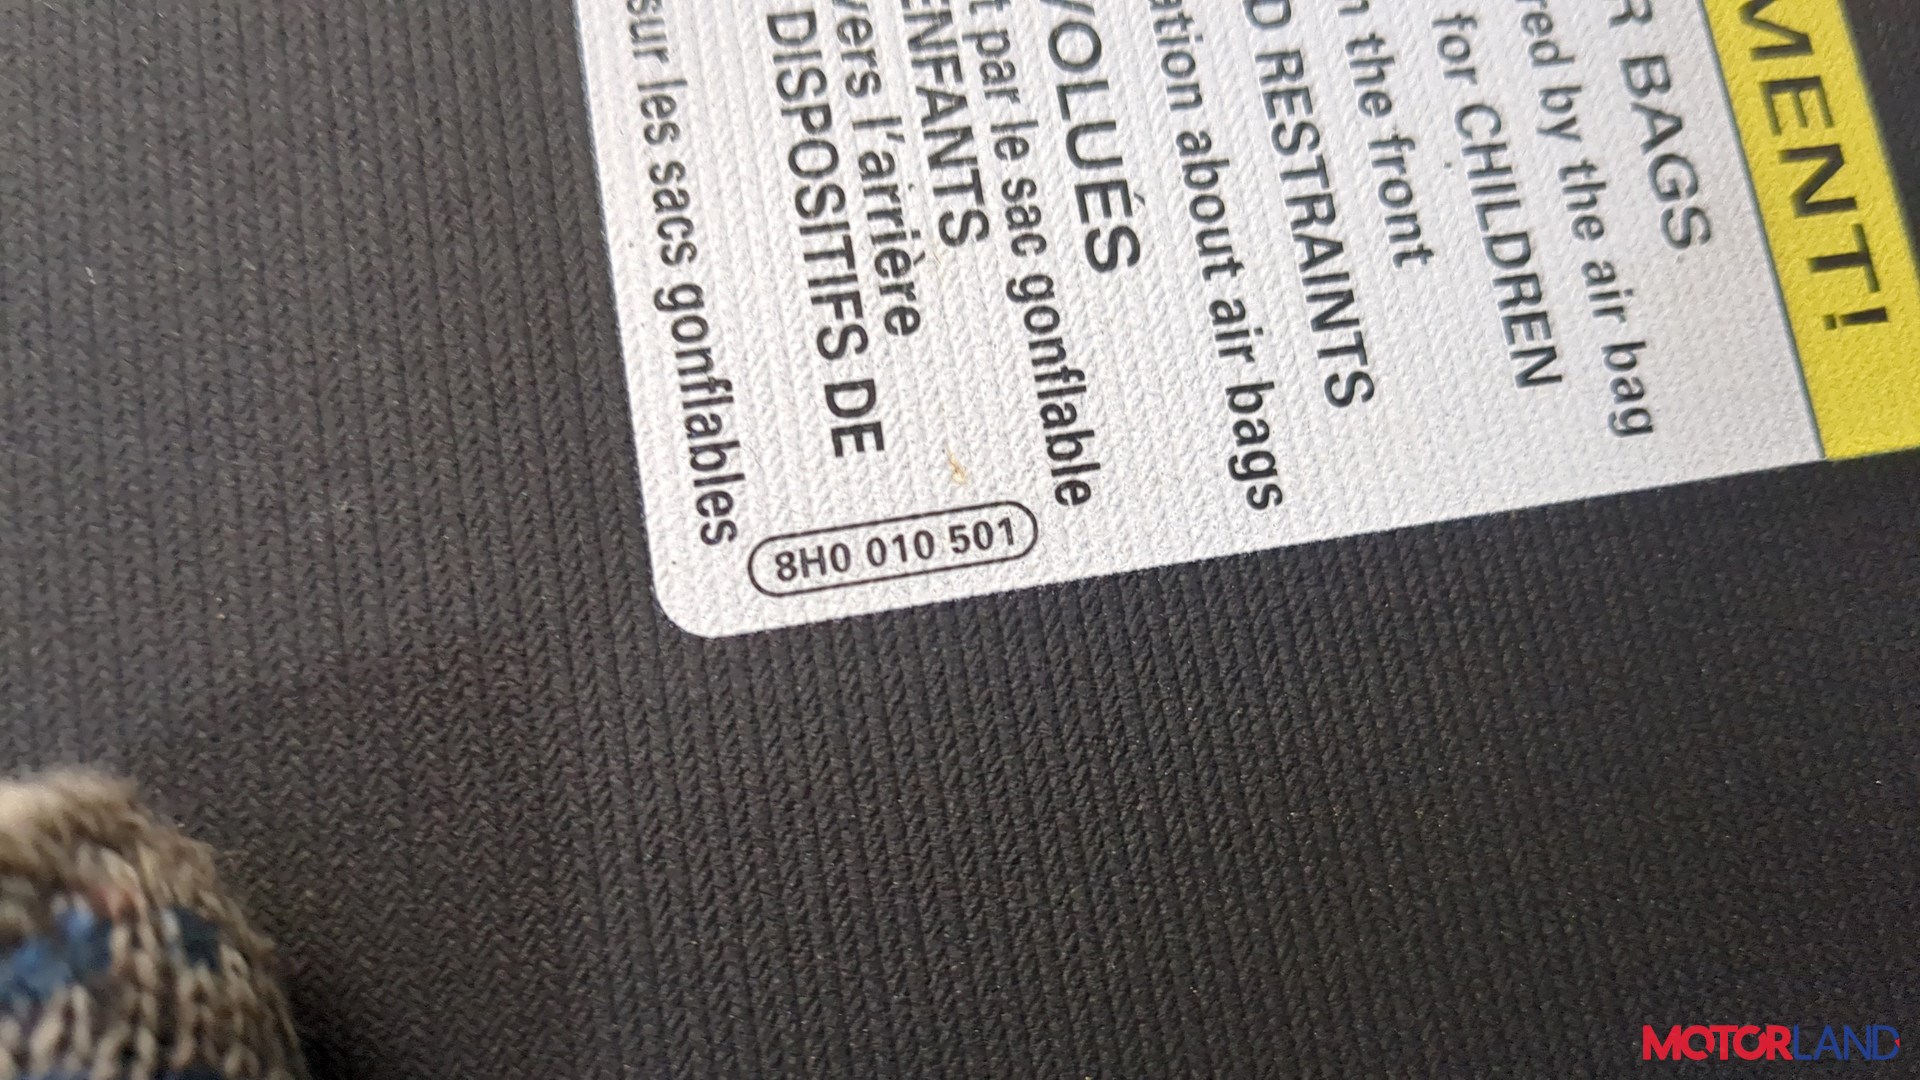 MENT!
R BAGS
red by the air bag
for CHILDREN
n the front
D RESTRAINTS
ation about air bags
VOLUÉS
t par le sac gonflable
ENFANTS
vers l'arrière
DISPOSITIFS DE
sur les sacs gonflables
8H0 010 501
MOTORLAND